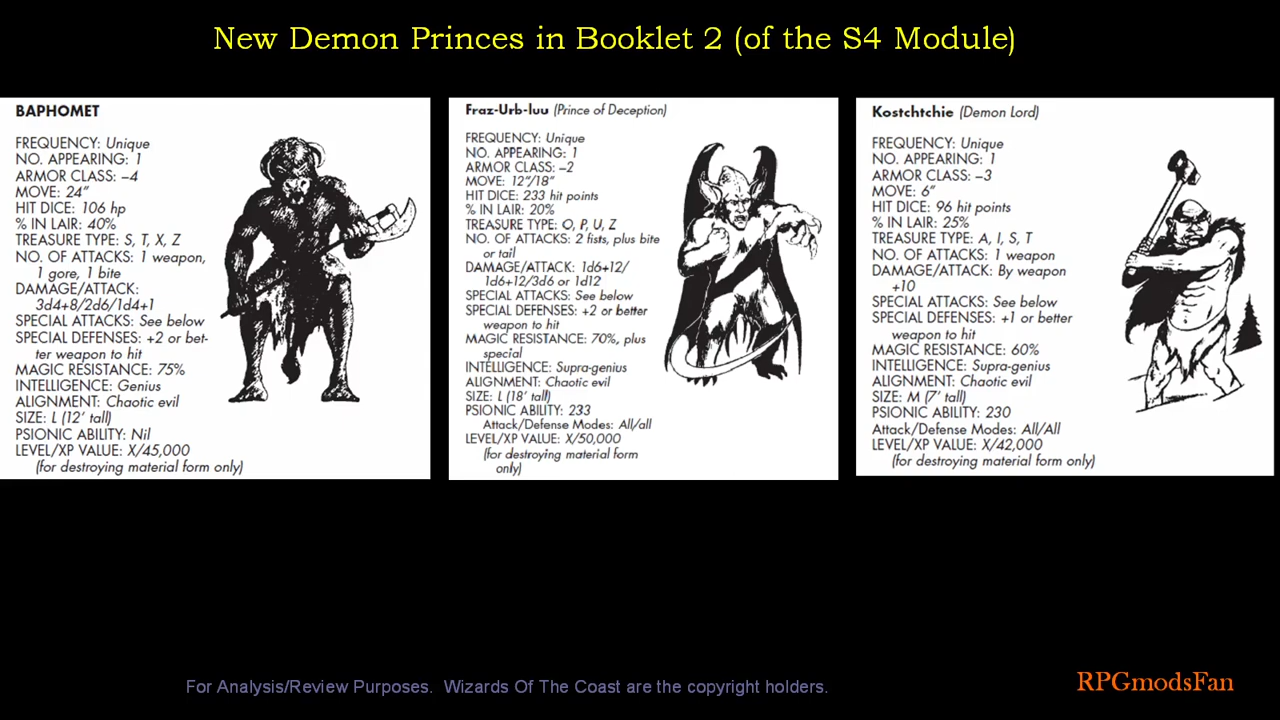 New Demon Princes in Booklet 2 (of the S4 Module)
BAPHOMET
FREQUENCY: Unique
NO. APPEARING: 1
ARMOR CLASS: –4
MOVE: 24"
HIT DICE: 106 hp
% IN LAIR: 40%
TREASURE TYPE: S, T, X, Z
NO. OF ATTACKS: 1 weapon,
1 gore, 1 bite
DAMAGE/ATTACK:
3d4+8/2d6/1d4+1
SPECIAL ATTACKS: See below
SPECIAL DEFENSES: +2 or bet-
ter weapon to hit
MAGIC RESISTANCE: 75%
INTELLIGENCE: Genius
ALIGNMENT: Chaotic evil
SIZE: L (12' tall)
PSIONIC ABILITY: Nil
LEVEL/XP VALUE: X/45,000
(for destroying material form only)
Fraz-Urb-luu (Prince of Deception)
FREQUENCY: Unique
NO. APPEARING: 1
ARMOR CLASS: –2
MOVE: 12"/18"
HIT DICE: 233 hit points
% IN LAIR: 20%
TREASURE TYPE: O, P, U, Z
NO. OF ATTACKS: 2 fists, plus bite
or tail
DAMAGE/ATTACK: 1d6+12/
1d6+12/3d6 or 1d12
SPECIAL ATTACKS: See below
SPECIAL DEFENSES: +2 or better
weapon to hit
MAGIC RESISTANCE: 70%, plus
special
INTELLIGENCE: Supra-genius
ALIGNMENT: Chaotic evil
SIZE: L (18' tall)
PSIONIC ABILITY: 233
Attack/Defense Modes: All/all
LEVEL/XP VALUE: X/50,000
(for destroying material form
only)
Kostchtchie (Demon Lord)
FREQUENCY: Unique
NO. APPEARING: 1
ARMOR CLASS: –3
MOVE: 6"
HIT DICE: 96 hit points
% IN LAIR: 25%
TREASURE TYPE: A, I, S, T
NO. OF ATTACKS: 1 weapon
DAMAGE/ATTACK: By weapon
+10
SPECIAL ATTACKS: See below
SPECIAL DEFENSES: +1 or better
weapon to hit
MAGIC RESISTANCE: 60%
INTELLIGENCE: Supra-genius
ALIGNMENT: Chaotic evil
SIZE: M (7' tall)
PSIONIC ABILITY: 230
Attack/Defense Modes: All/All
LEVEL/XP VALUE: X/42,000
(for destroying material form only)
For Analysis/Review Purposes. Wizards Of The Coast are the copyright holders.
RPGmodsFan